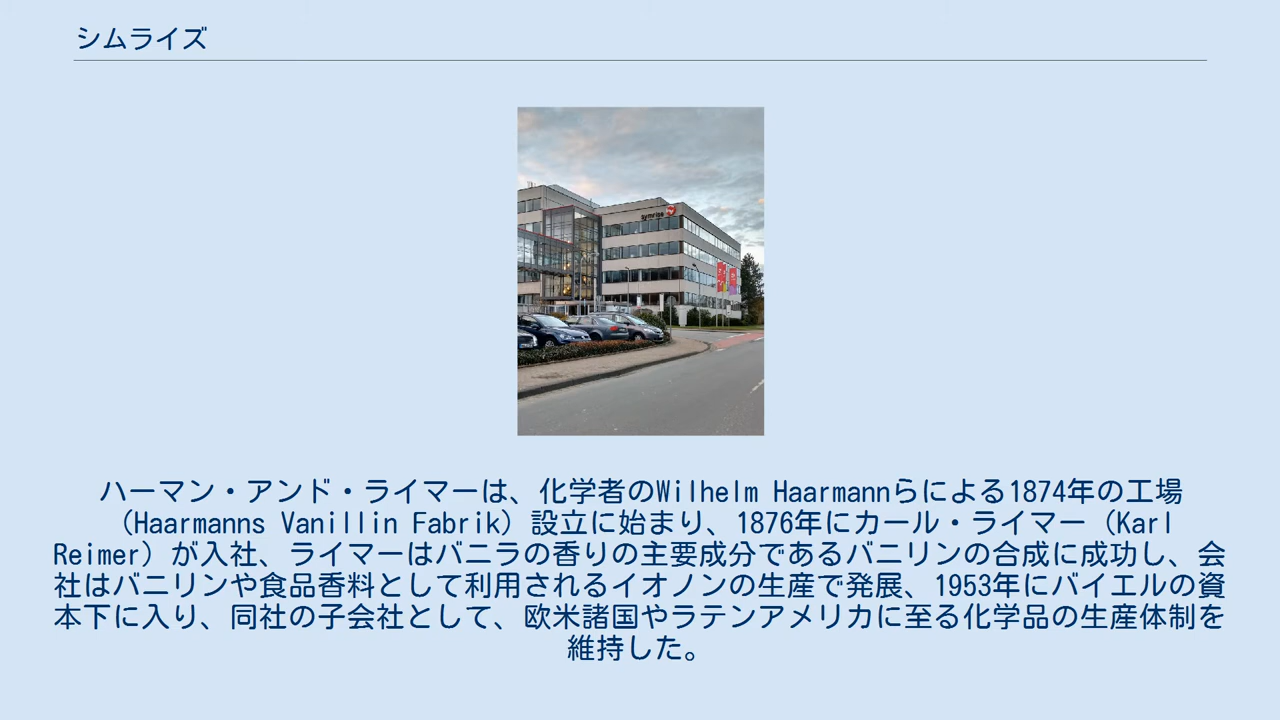 シムライズ
symrise
ハーマン・アンド・ライマーは、化学者のWilhelm Haarmannらによる1874年の工場
（Haarmanns Vanillin Fabrik）設立に始まり、1876年にカール・ライマー（Karl
Reimer）が入社、ライマーはバニラの香りの主要成分であるバニリンの合成に成功し、会
社はバニリンや食品香料として利用されるイオノンの生産で発展、1953年にバイエルの資
本下に入り、同社の子会社として、欧米諸国やラテンアメリカに至る化学品の生産体制を
維持した。